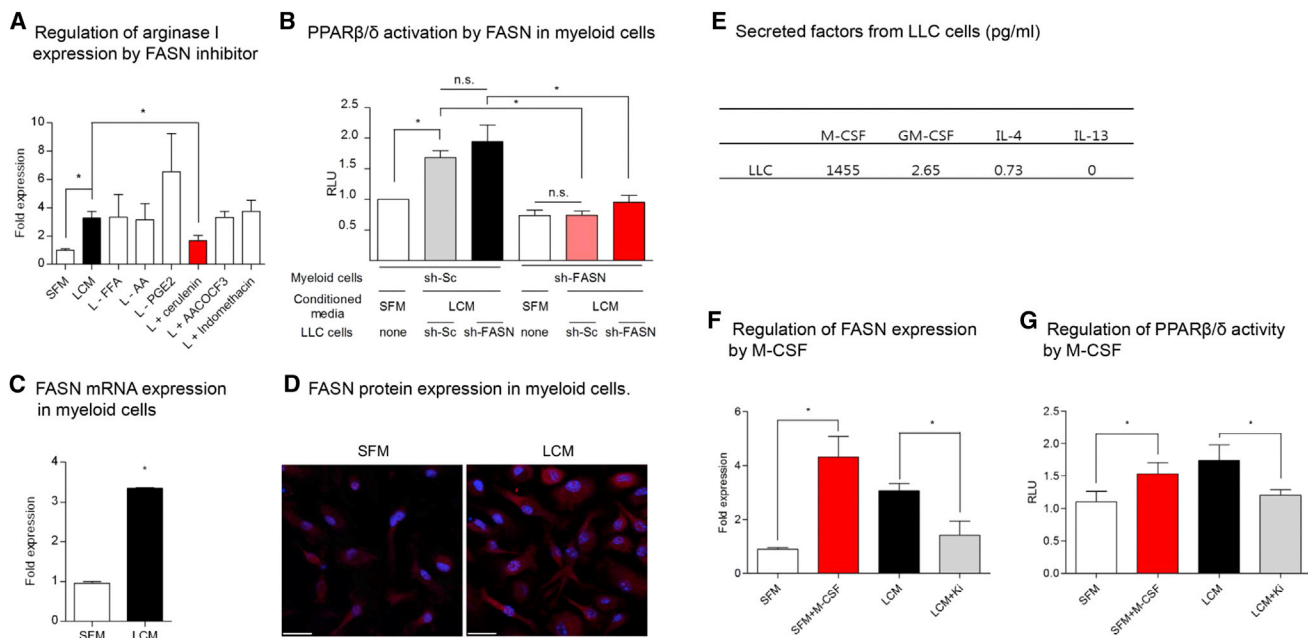 A Regulation of arginase I
expression by FASN inhibitor
*
*
Fold expression
10
8
6
4
2
0
SFM
LCM
L - FFA
L - AA
L - PGE2
L + cerulenin
L + AACOCF3
L + Indomethacin
B PPARβ/δ activation by FASN in myeloid cells
n.s.
*
*
*
n.s.
RLU
2.5
2.0
1.5
1.0
0.5
Myeloid cells sh-Sc sh-FASN
Conditioned
media SFM LCM SFM LCM
LLC cells none sh-Sc sh-FASN none sh-Sc sh-FASN
C FASN mRNA expression
in myeloid cells
*
Fold expression
4
3
2
1
0
SFM LCM
D FASN protein expression in myeloid cells.
SFM LCM
E Secreted factors from LLC cells (pg/ml)
M-CSF GM-CSF IL-4 IL-13
LLC 1455 2.65 0.73 0
F Regulation of FASN expression
by M-CSF
*
*
Fold expression
6
4
2
0
SFM
SFM+M-CSF
LCM
LCM+Ki
G Regulation of PPARβ/δ activity
by M-CSF
*
*
RLU
2.5
2.0
1.5
1.0
0.5
0.0
SFM
SFM+M-CSF
LCM
LCM+Ki